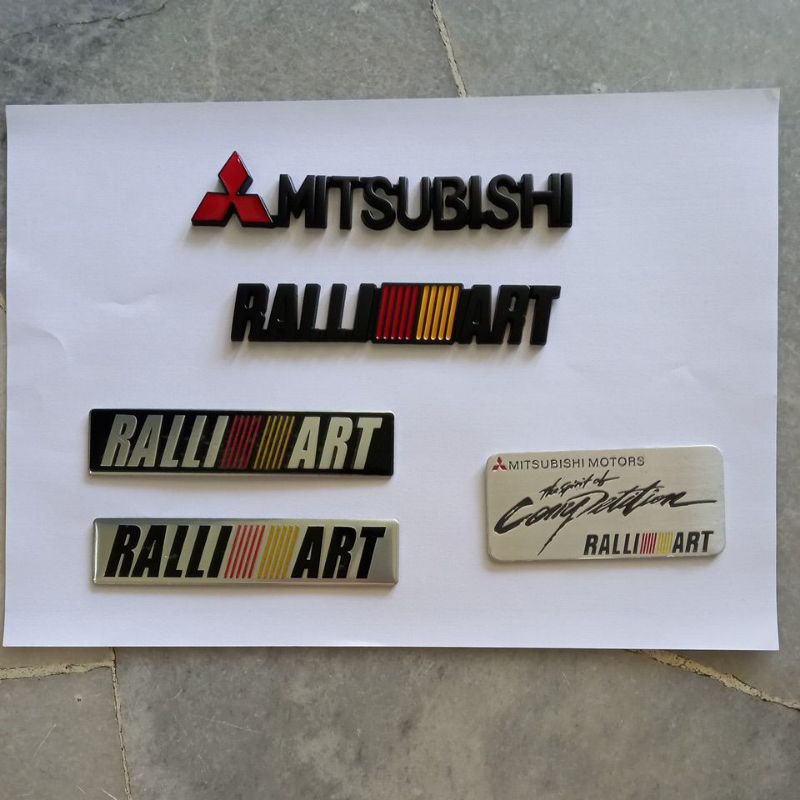 MITSUBISHI
RALLI ART
RALLI ART
RALLI ART
MITSUBISHI MOTORS
the spirit of
Competition
RALLI ART